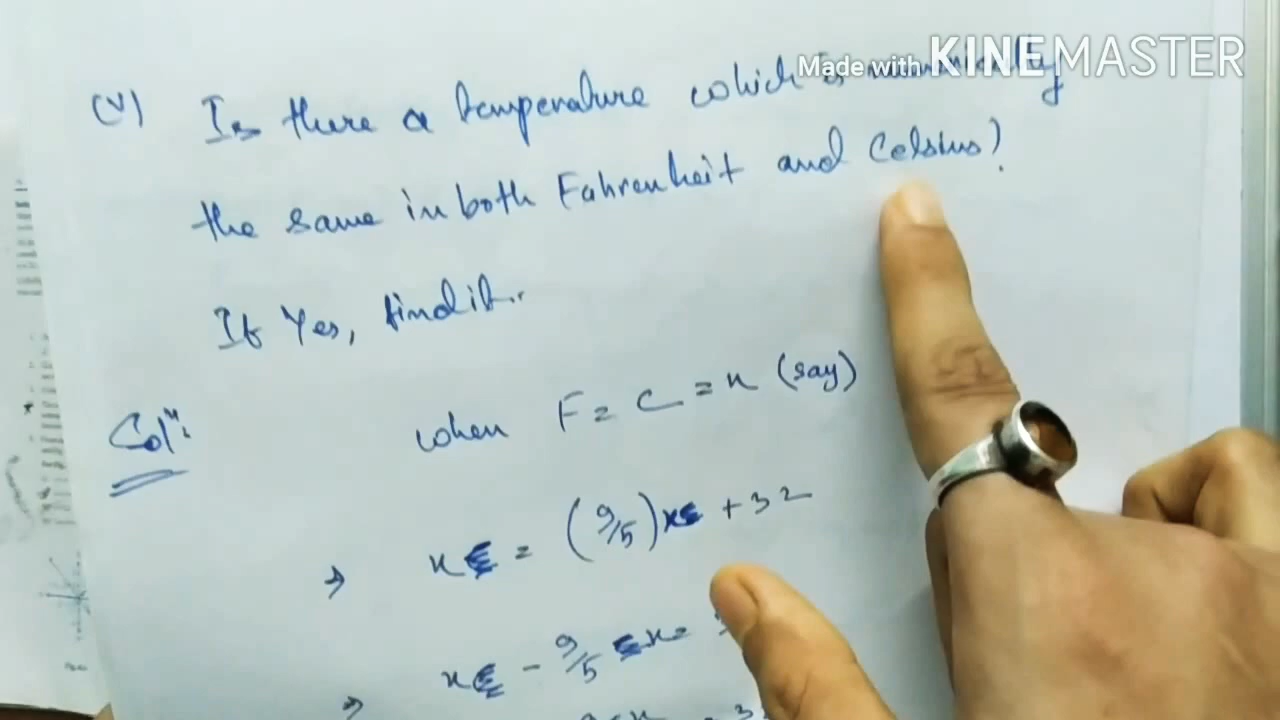 Made with KINEMASTER
(V) Is there a temperature which is numerically
the same in both Fahrenheit and Celsius?
If Yes, find it.
Solⁿ: when F = C = x (say)
⇒ x = (9/5)x + 32
⇒ x - 9/5 x =